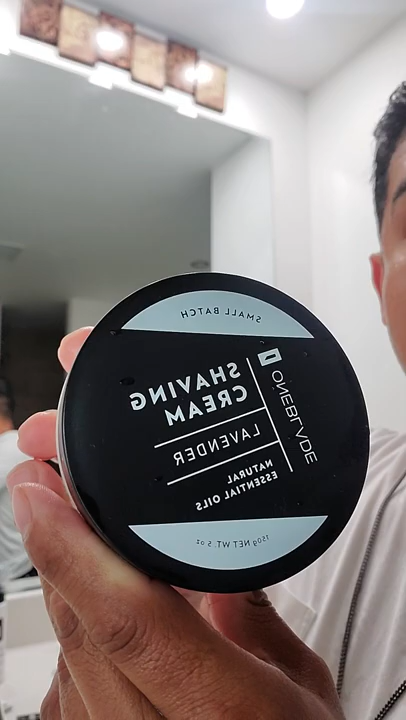 SMALL BATCH
ONEBLADE
SHAVING
CREAM
LAVENDER
NATURAL
ESSENTIAL OILS
150g NET WT. 5 oz